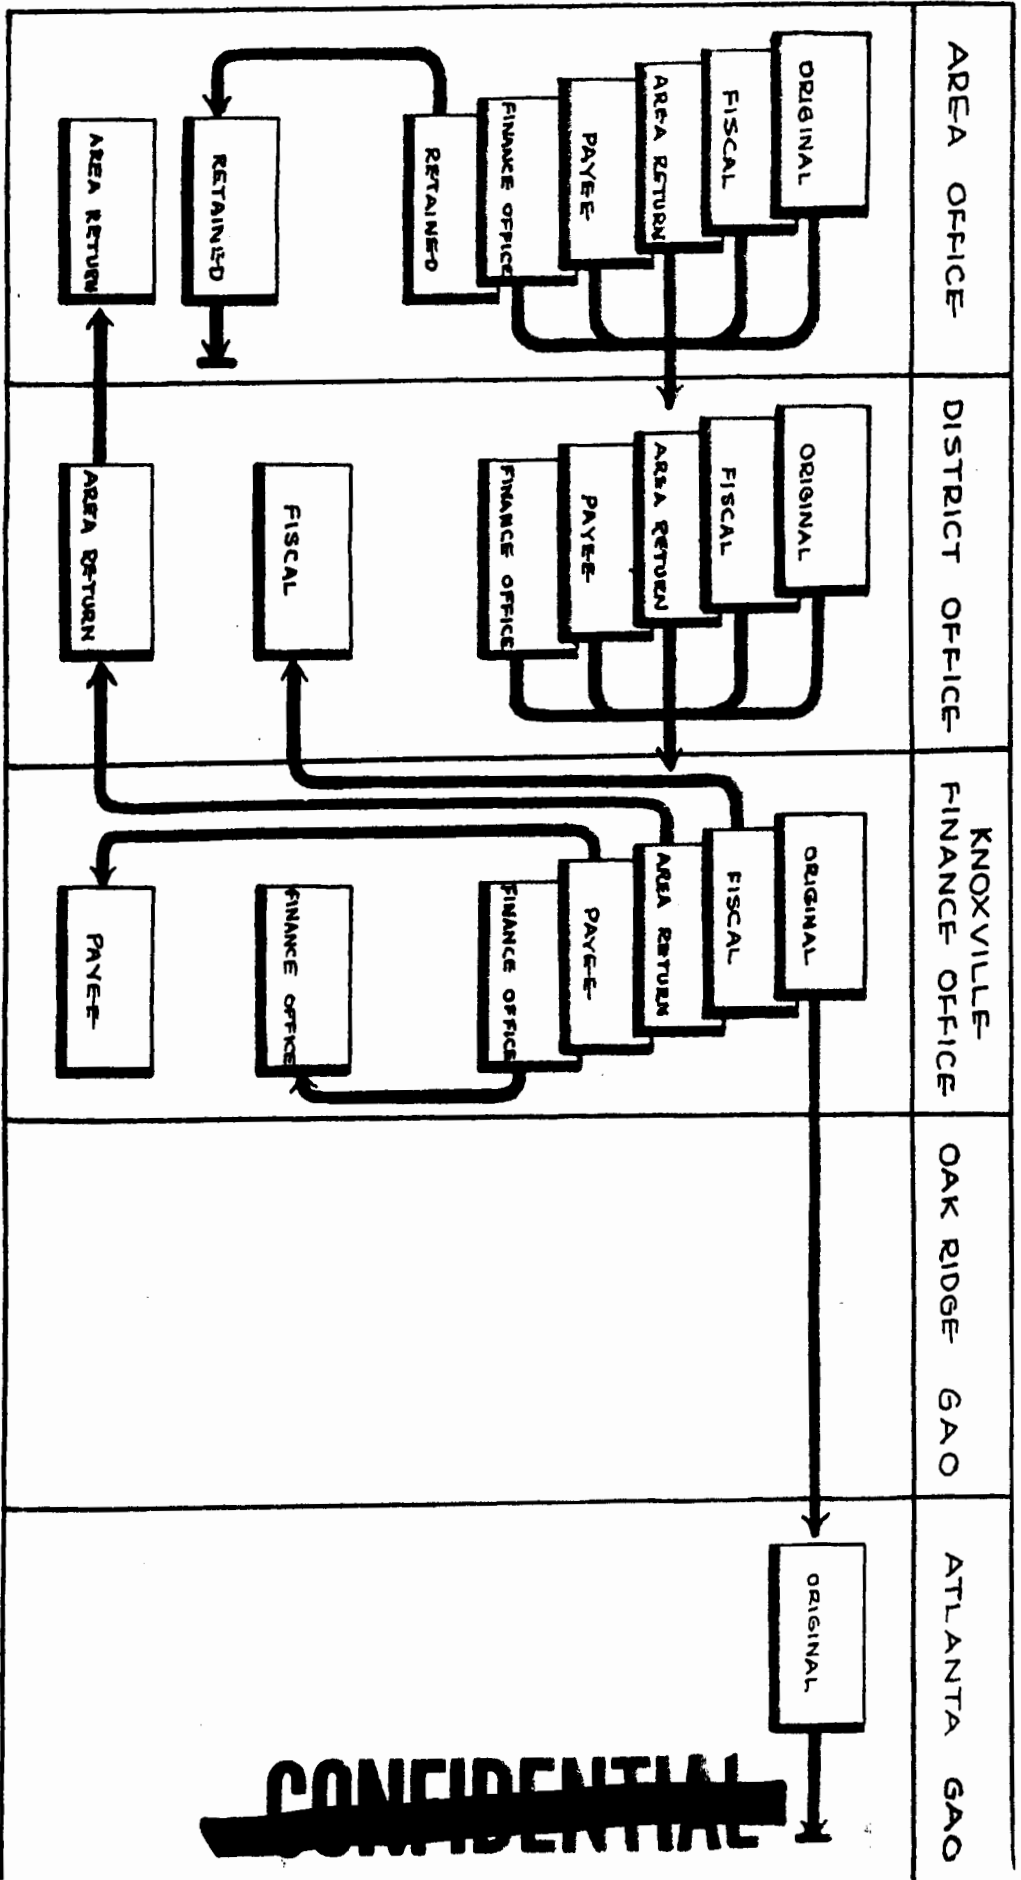 AREA OFFICE
ORIGINAL
FISCAL
AREA RETURN
PAYEE
FINANCE OFFICE
RETAINED
RETAINED
AREA RETURN
DISTRICT OFFICE
ORIGINAL
FISCAL
AREA RETURN
PAYEE
FINANCE OFFICE
FISCAL
AREA RETURN
KNOXVILLE
FINANCE OFFICE
ORIGINAL
FISCAL
AREA RETURN
PAYEE
FINANCE OFFICE
FINANCE OFFICE
PAYEE
OAK RIDGE GAO
ATLANTA GAO
ORIGINAL
CONFIDENTIAL